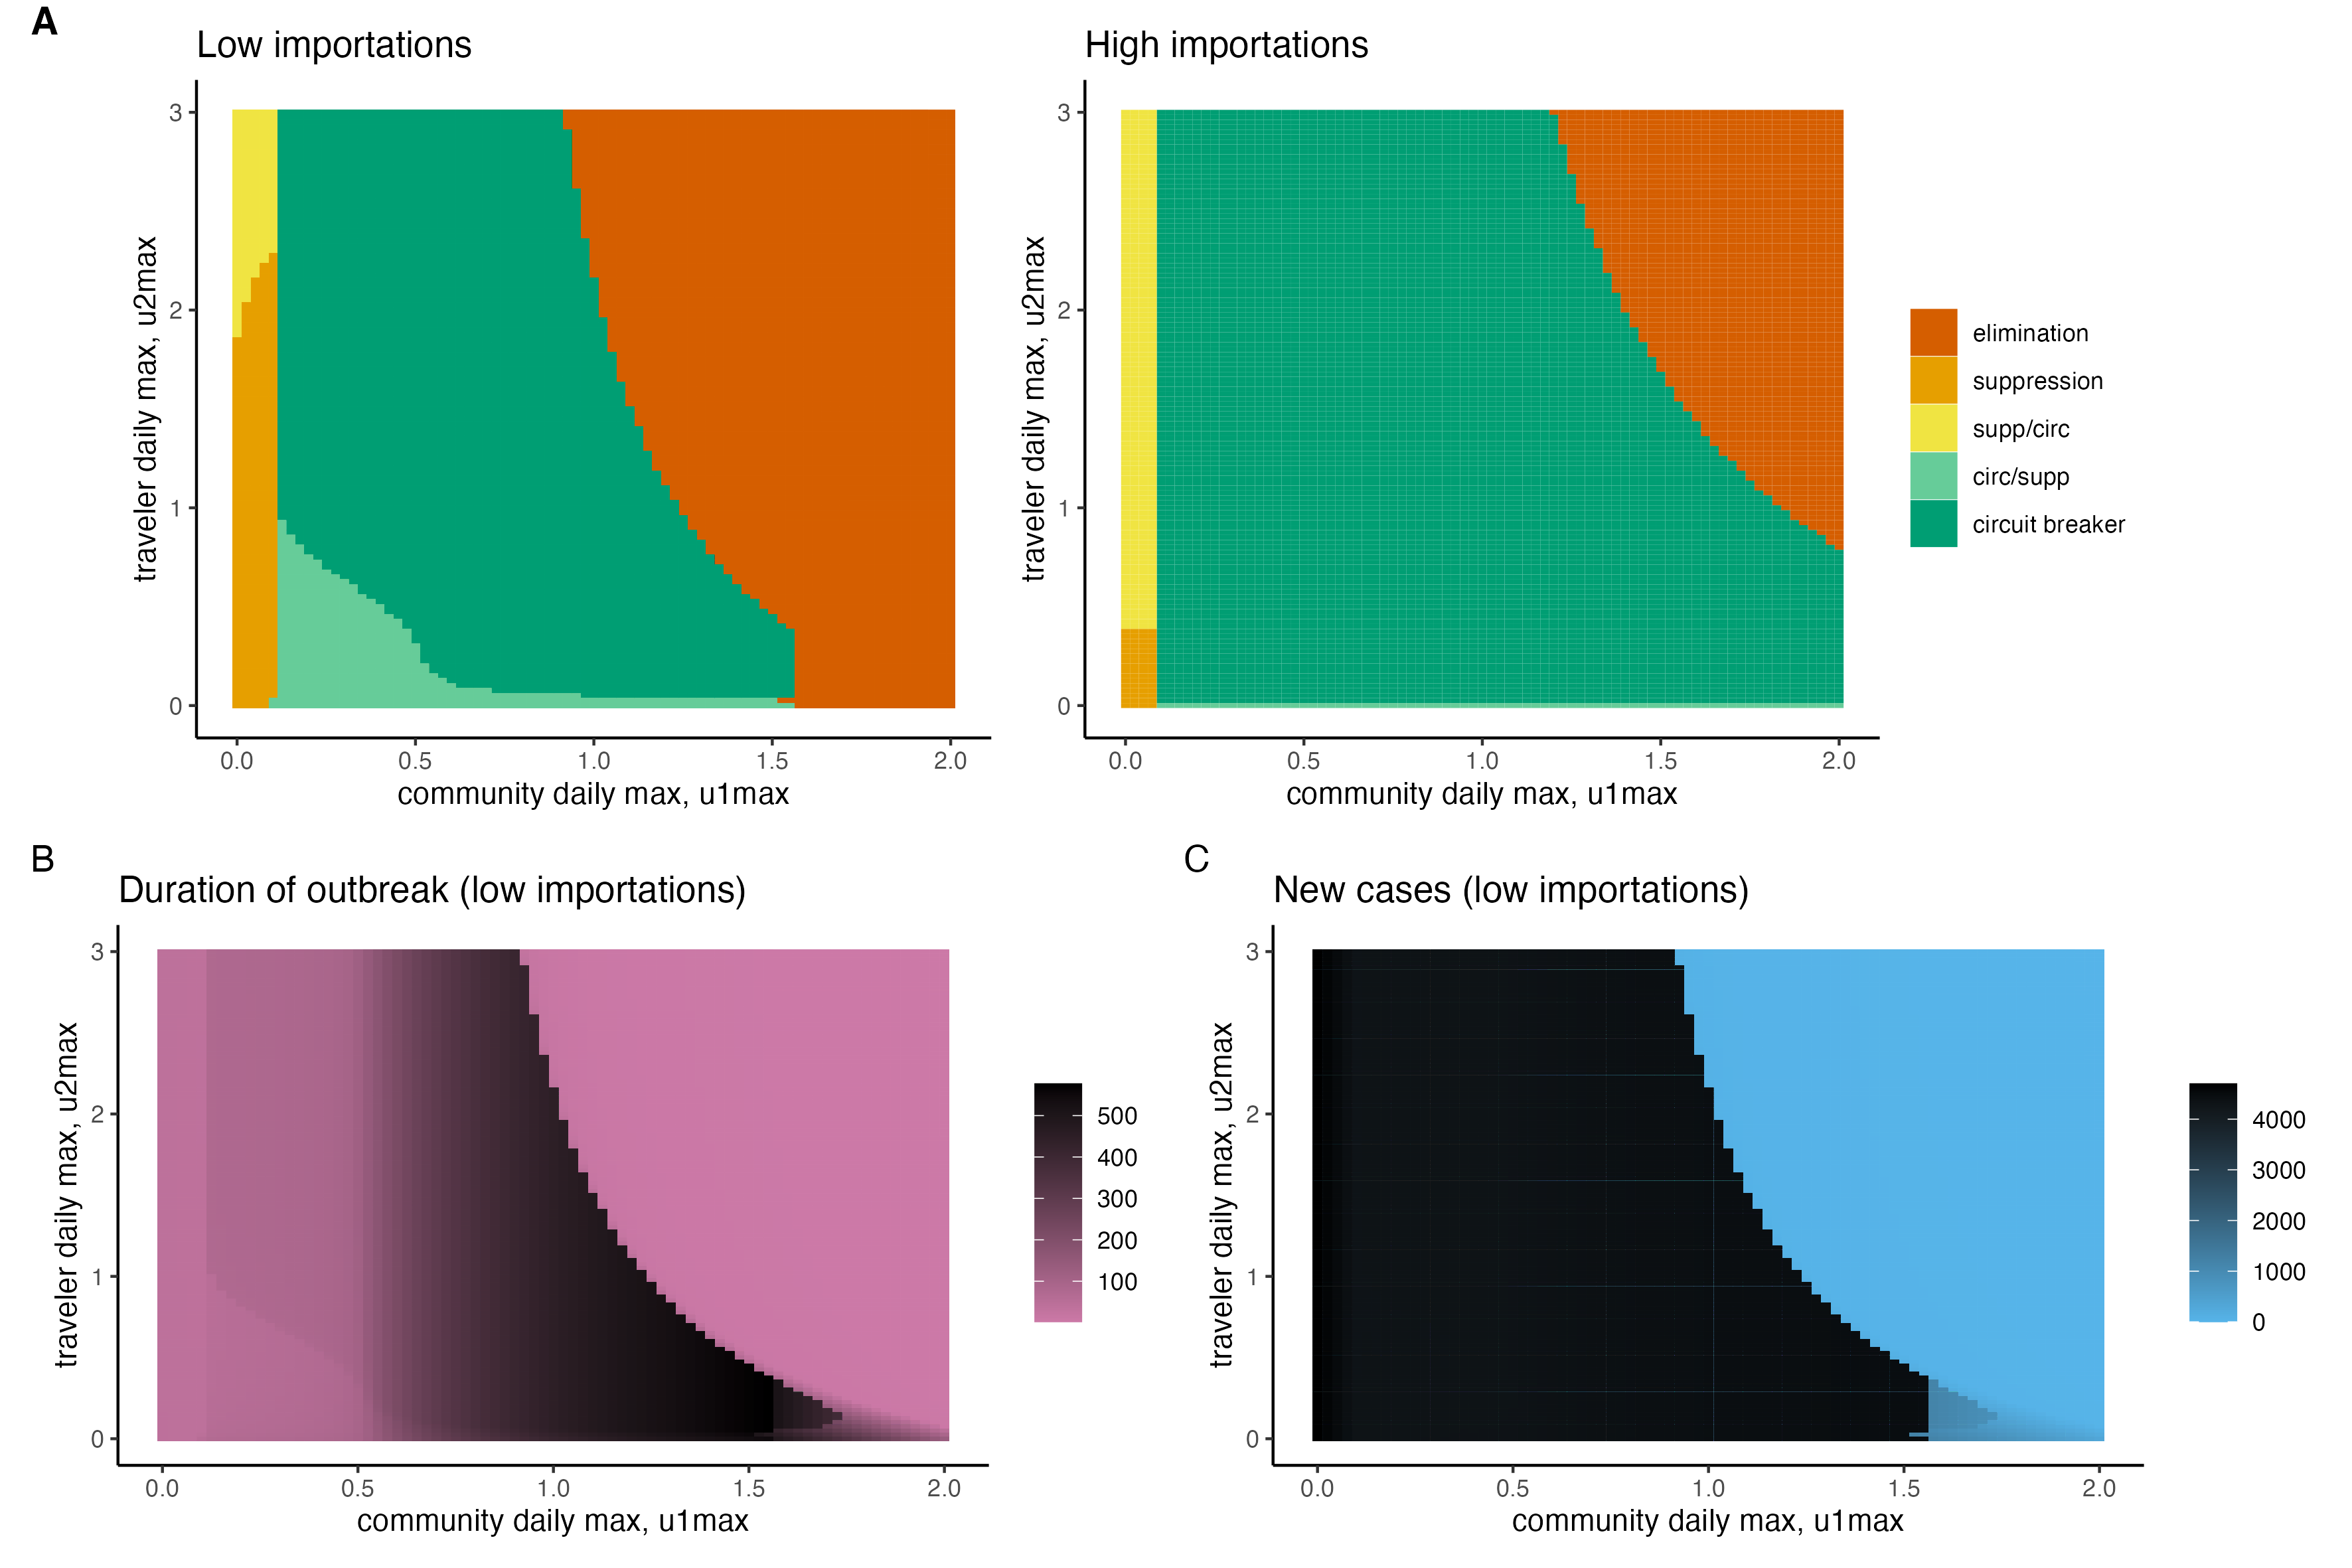 A
Low importations
High importations
3
2
1
0
traveler daily max, u2max
0.0 0.5 1.0 1.5 2.0
community daily max, u1max
3
2
1
0
traveler daily max, u2max
0.0 0.5 1.0 1.5 2.0
community daily max, u1max
elimination
suppression
supp/circ
circ/supp
circuit breaker
B
Duration of outbreak (low importations)
3
2
1
0
traveler daily max, u2max
0.0 0.5 1.0 1.5 2.0
community daily max, u1max
500
400
300
200
100
C
New cases (low importations)
3
2
1
0
traveler daily max, u2max
0.0 0.5 1.0 1.5 2.0
community daily max, u1max
4000
3000
2000
1000
0